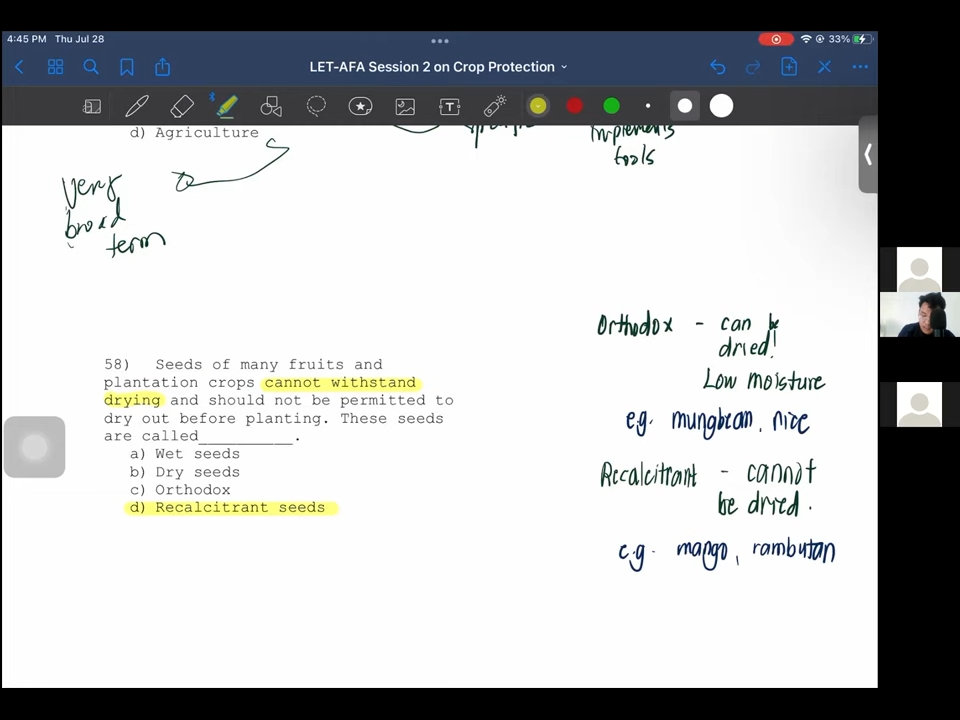 4:45 PM Thu Jul 28
33%
LET-AFA Session 2 on Crop Protection
d) Agriculture
implements
tools
very
broad
term
Orthodox - can be
dried!
Low moisture
e.g. mungbean, rice
58) Seeds of many fruits and
plantation crops cannot withstand
drying and should not be permitted to
dry out before planting. These seeds
are called__________.
a) Wet seeds
b) Dry seeds
c) Orthodox
d) Recalcitrant seeds
Recalcitrant - cannot
be dried.
e.g. mango, rambutan